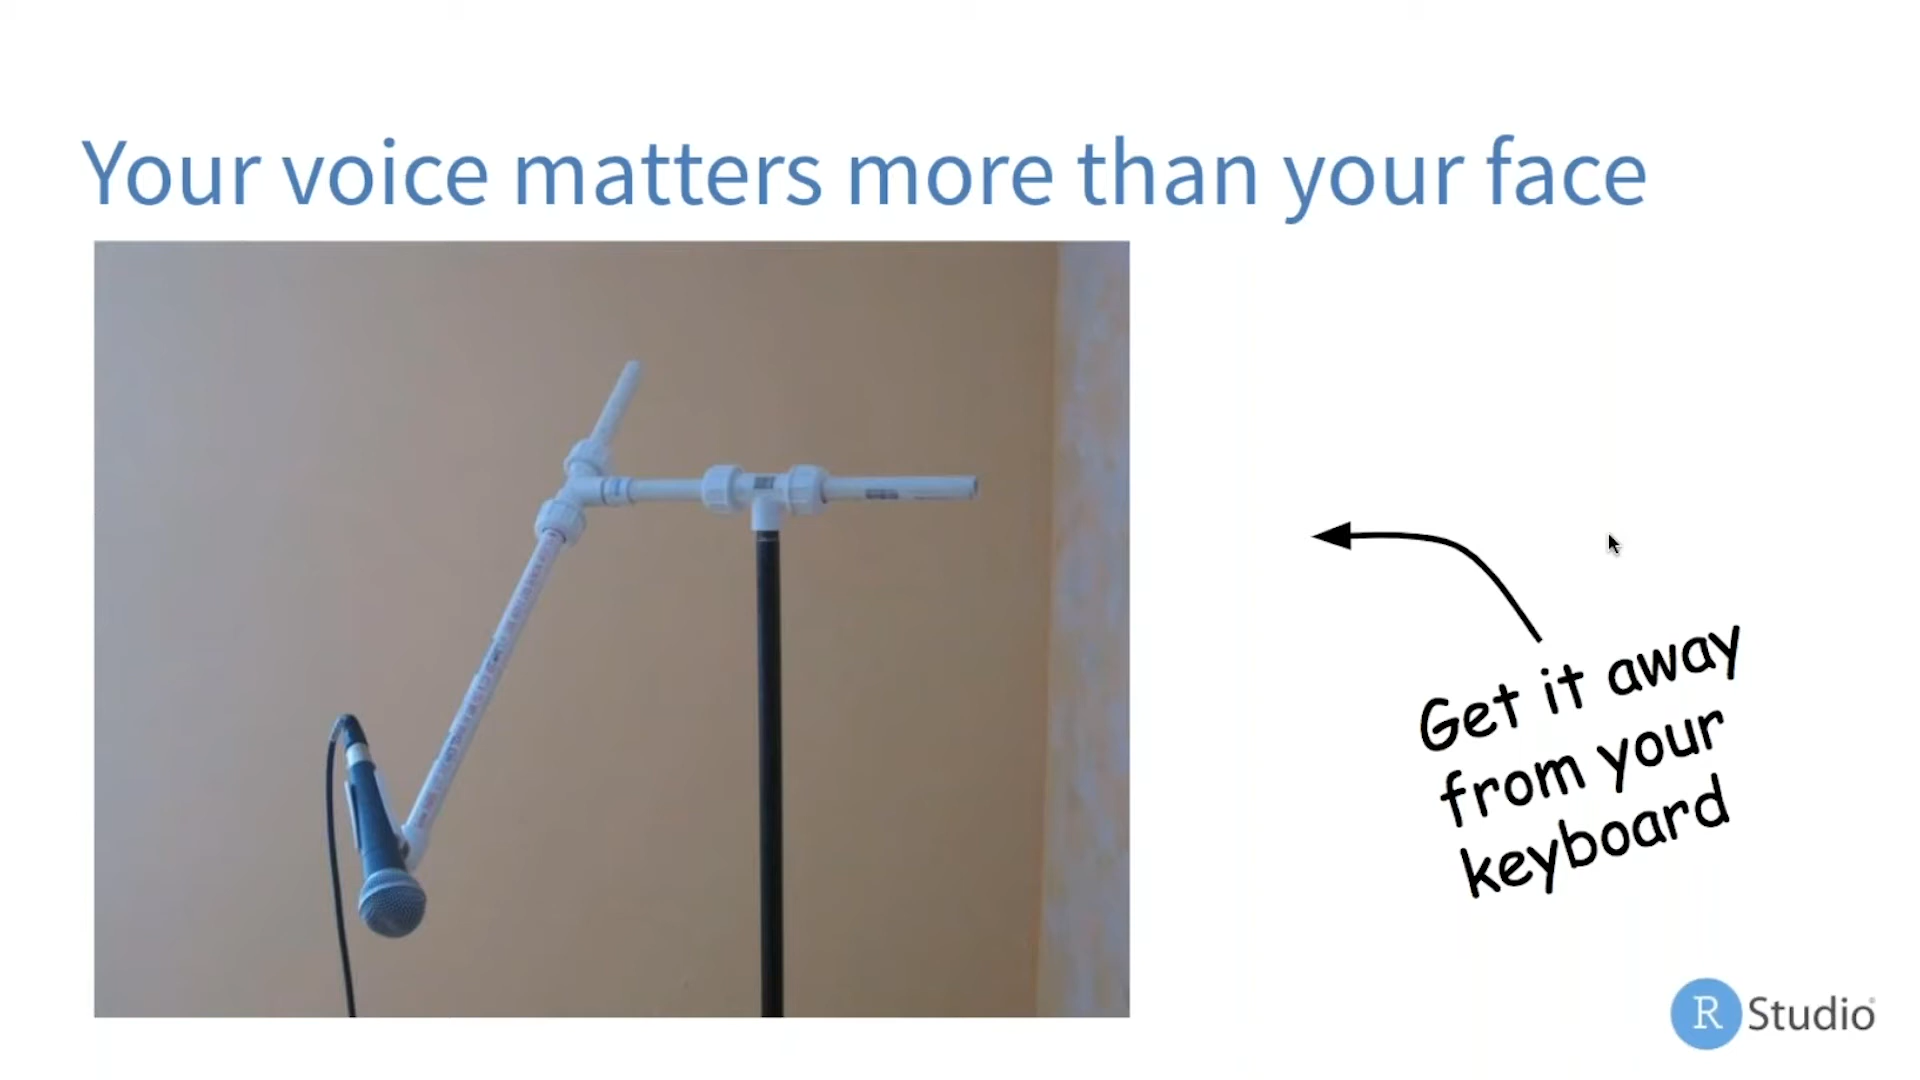 Your voice matters more than your face
Get it away
from your
keyboard
R Studio